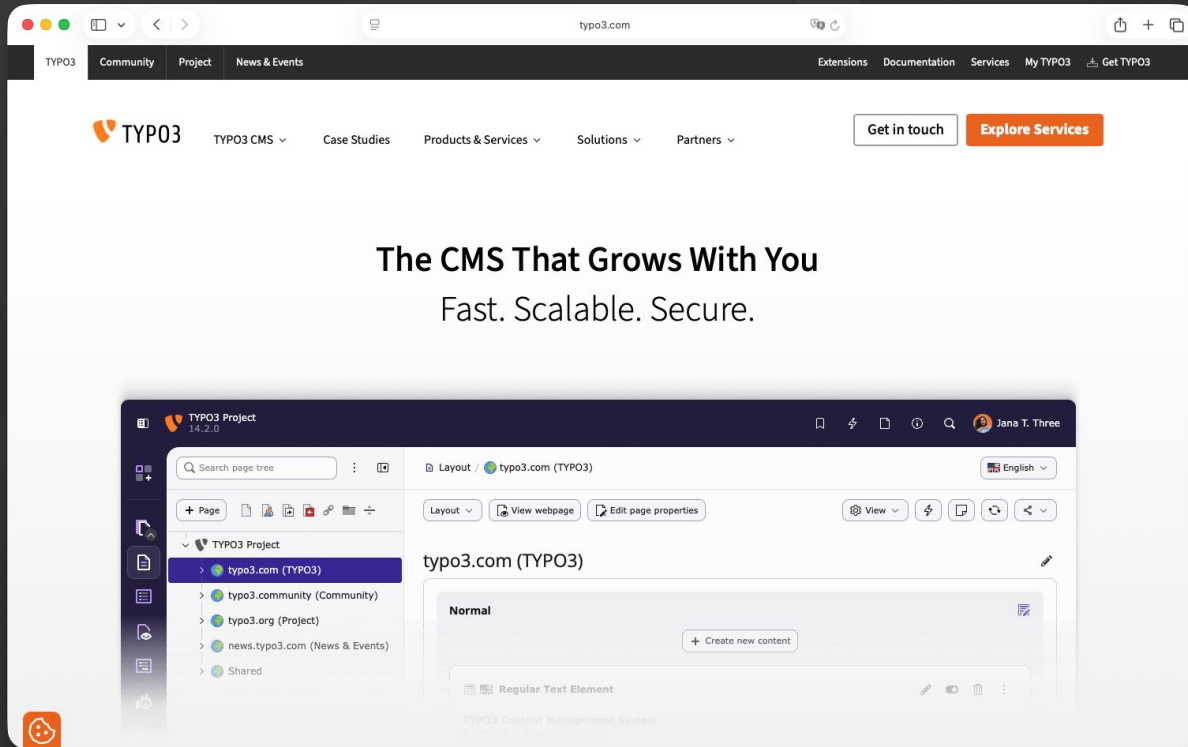 typo3.com
TYPO3 Community Project News & Events Extensions Documentation Services My TYPO3 Get TYPO3
TYPO3 TYPO3 CMS Case Studies Products & Services Solutions Partners Get in touch Explore Services
The CMS That Grows With You
Fast. Scalable. Secure.
TYPO3 Project
14.2.0
Jana T. Three
Search page tree
Layout / typo3.com (TYPO3)
English
+ Page
Layout View webpage Edit page properties View
TYPO3 Project
typo3.com (TYPO3)
typo3.community (Community)
typo3.org (Project)
news.typo3.com (News & Events)
Shared
typo3.com (TYPO3)
Normal
+ Create new content
Regular Text Element
TYPO3 Content Management System